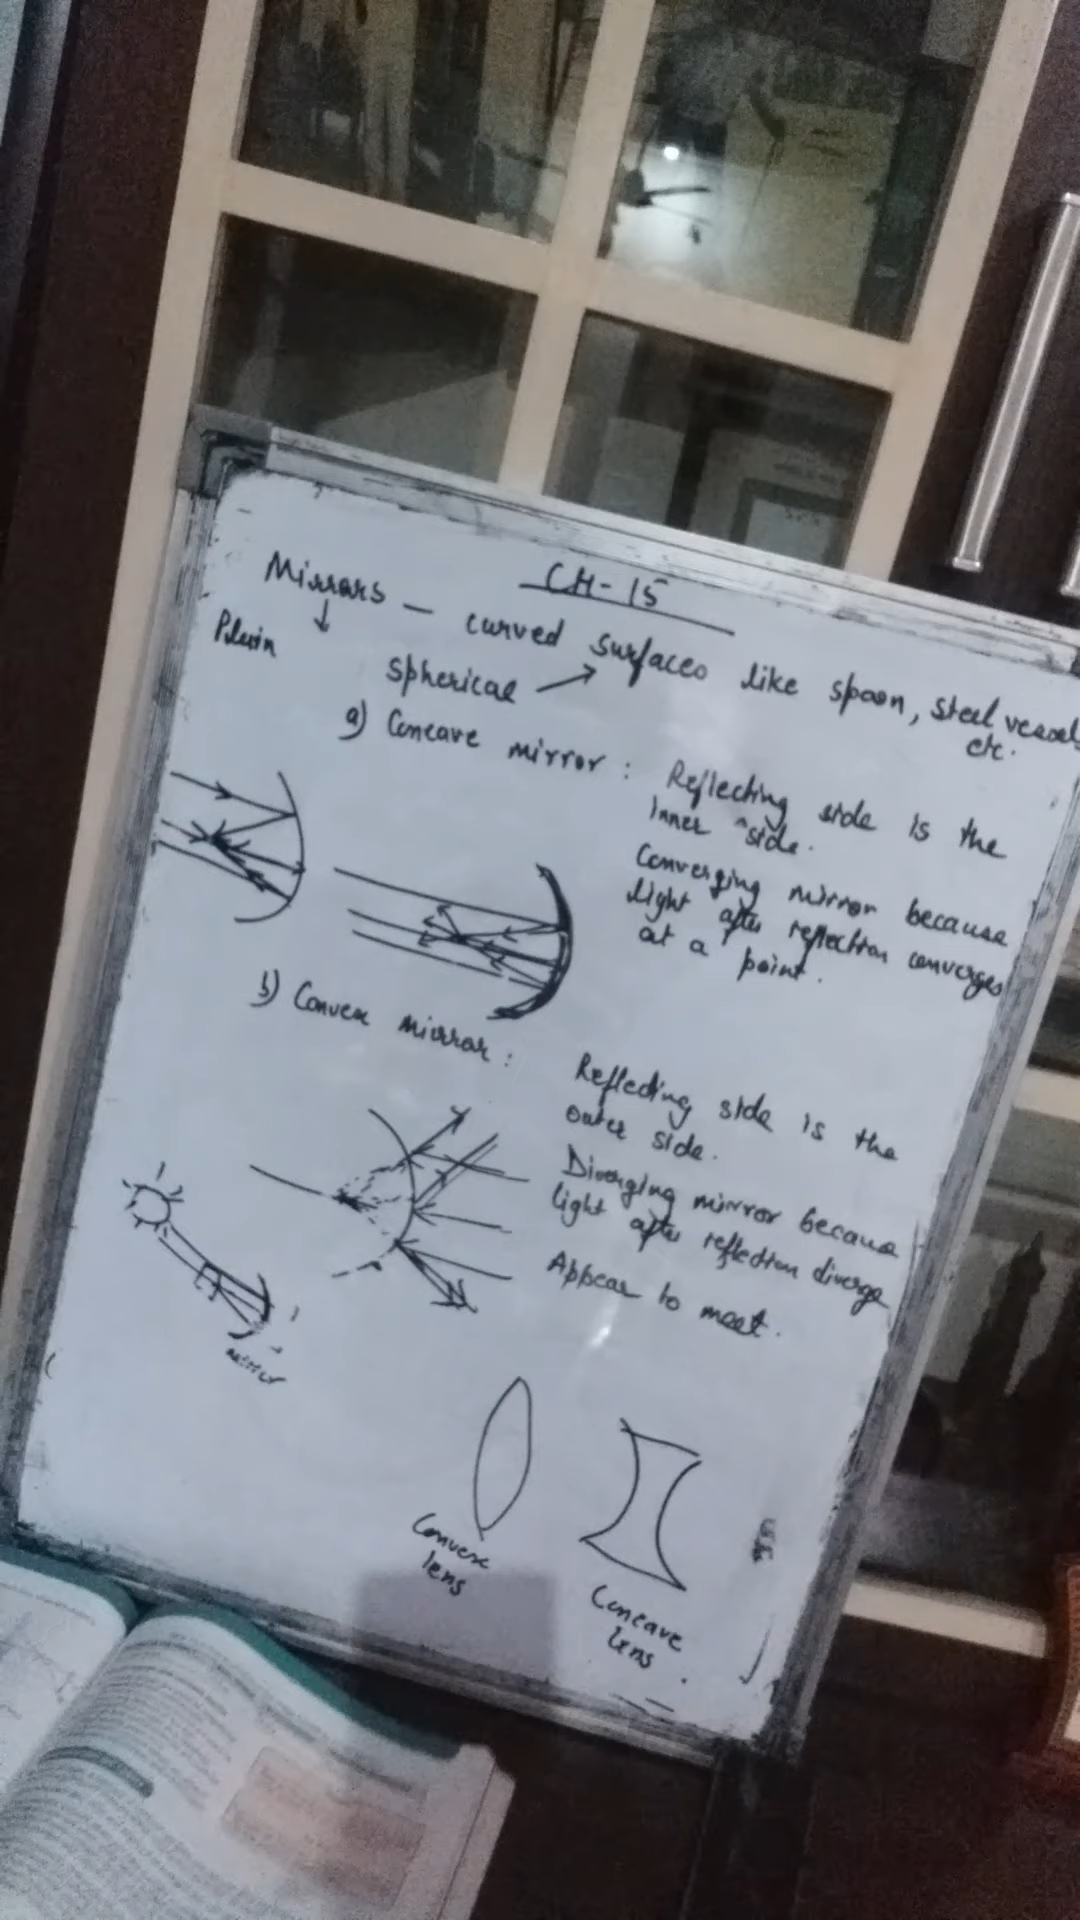 CH-15
Mirrors - curved surfaces like spoon, steel vessels
etc.
Plain
Spherical
a) Concave mirror : Reflecting side is the
inner side.
Converging mirror because
light after reflection converges
at a point.
b) Convex mirror : Reflecting side is the
outer side.
Diverging mirror because
light after reflection diverge
Appear to meet.
mirror
Convex
lens
Concave
lens.